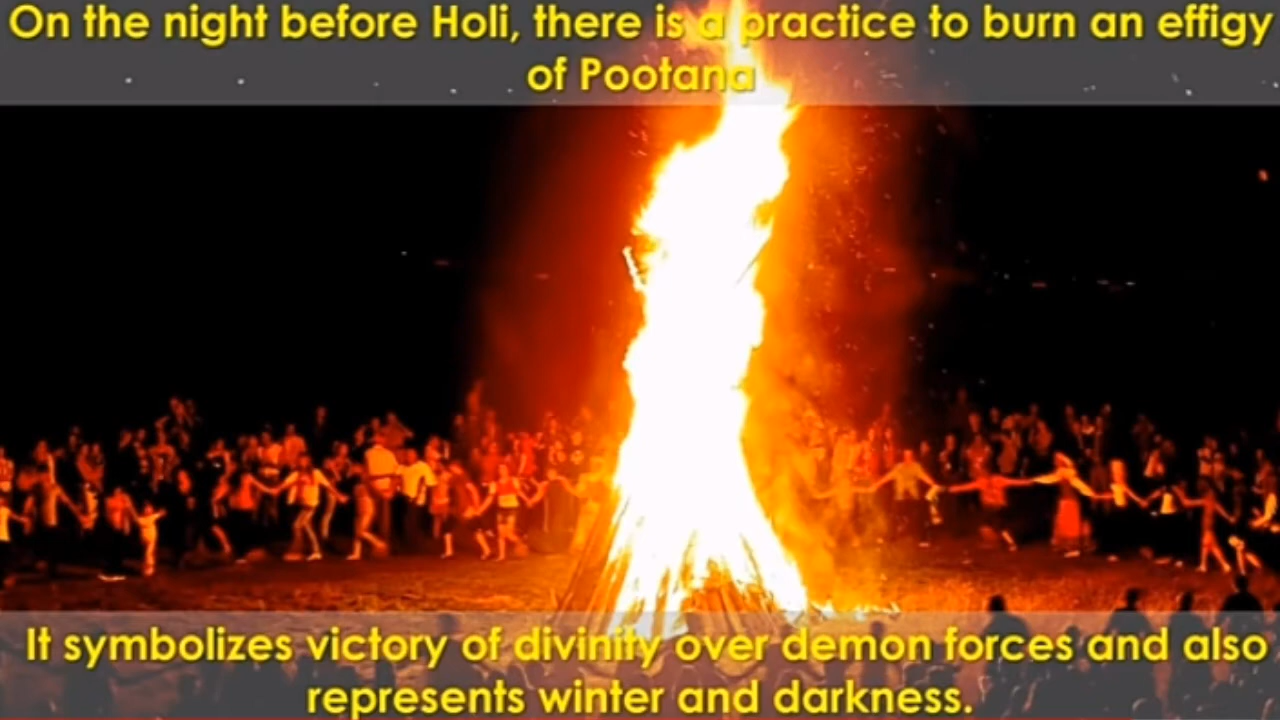 On the night before Holi, there is a practice to burn an effigy
of Pootana
It symbolizes victory of divinity over demon forces and also
represents winter and darkness.